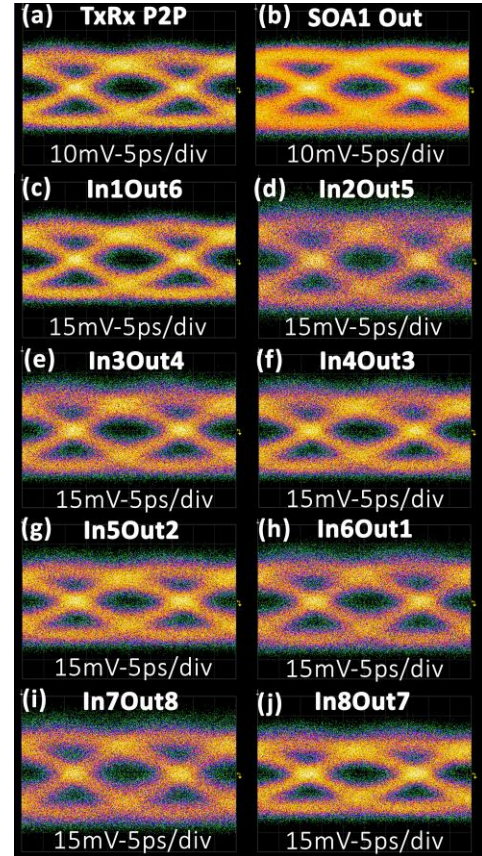 (a) TxRx P2P
10mV-5ps/div
(b) SOA1 Out
10mV-5ps/div
(c) In1Out6
15mV-5ps/div
(d) In2Out5
15mV-5ps/div
(e) In3Out4
15mV-5ps/div
(f) In4Out3
15mV-5ps/div
(g) In5Out2
15mV-5ps/div
(h) In6Out1
15mV-5ps/div
(i) In7Out8
15mV-5ps/div
(j) In8Out7
15mV-5ps/div